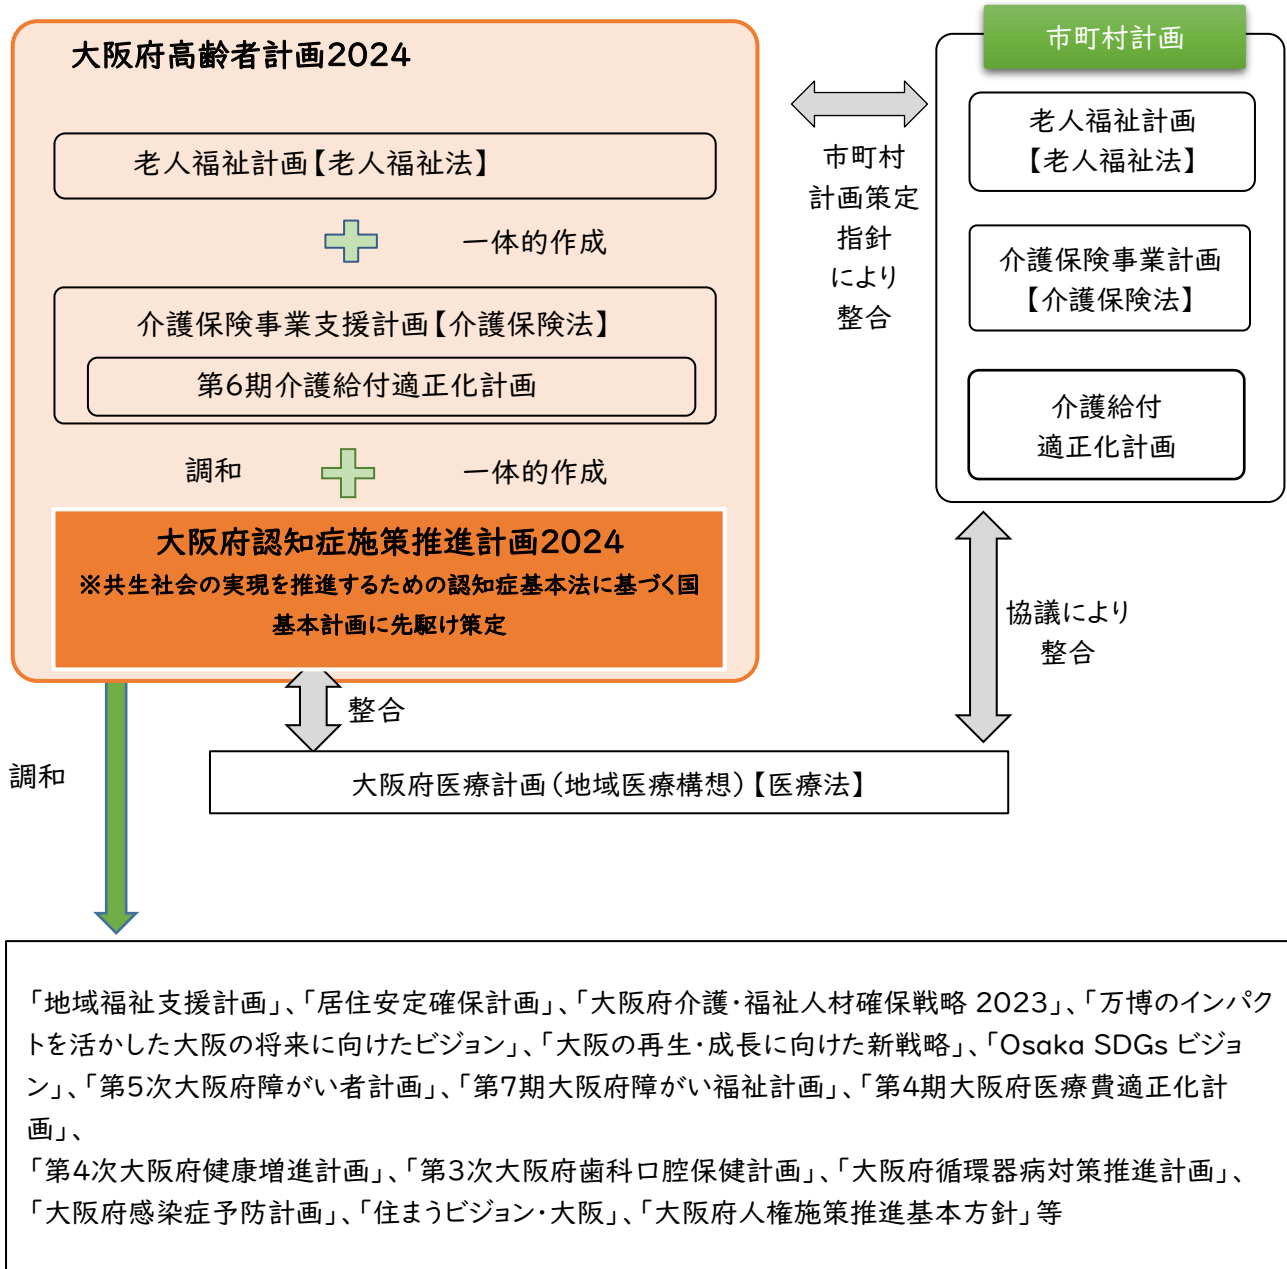 大阪府高齢者計画2024
老人福祉計画【老人福祉法】
一体的作成
介護保険事業支援計画【介護保険法】
第6期介護給付適正化計画
調和
一体的作成
大阪府認知症施策推進計画2024
※共生社会の実現を推進するための認知症基本法に基づく国
基本計画に先駆け策定
市町村
計画策定
指針
により
整合
市町村計画
老人福祉計画
【老人福祉法】
介護保険事業計画
【介護保険法】
介護給付
適正化計画
協議により
整合
整合
調和
大阪府医療計画（地域医療構想）【医療法】
「地域福祉支援計画」、「居住安定確保計画」、「大阪府介護・福祉人材確保戦略 2023」、「万博のインパク
トを活かした大阪の将来に向けたビジョン」、「大阪の再生・成長に向けた新戦略」、「Osaka SDGs ビジョ
ン」、「第5次大阪府障がい者計画」、「第7期大阪府障がい福祉計画」、「第4期大阪府医療費適正化計
画」、
「第4次大阪府健康増進計画」、「第3次大阪府歯科口腔保健計画」、「大阪府循環器病対策推進計画」、
「大阪府感染症予防計画」、「住まうビジョン・大阪」、「大阪府人権施策推進基本方針」等